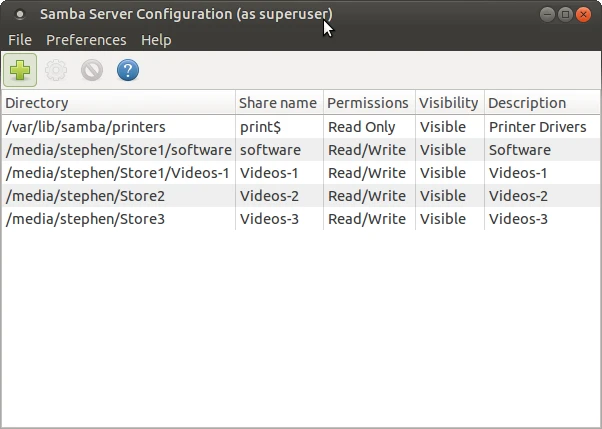 Samba Server Configuration (as superuser)
File Preferences Help
Directory Share name Permissions Visibility Description
/var/lib/samba/printers print$ Read Only Visible Printer Drivers
/media/stephen/Store1/software software Read/Write Visible Software
/media/stephen/Store1/Videos-1 Videos-1 Read/Write Visible Videos-1
/media/stephen/Store2 Videos-2 Read/Write Visible Videos-2
/media/stephen/Store3 Videos-3 Read/Write Visible Videos-3